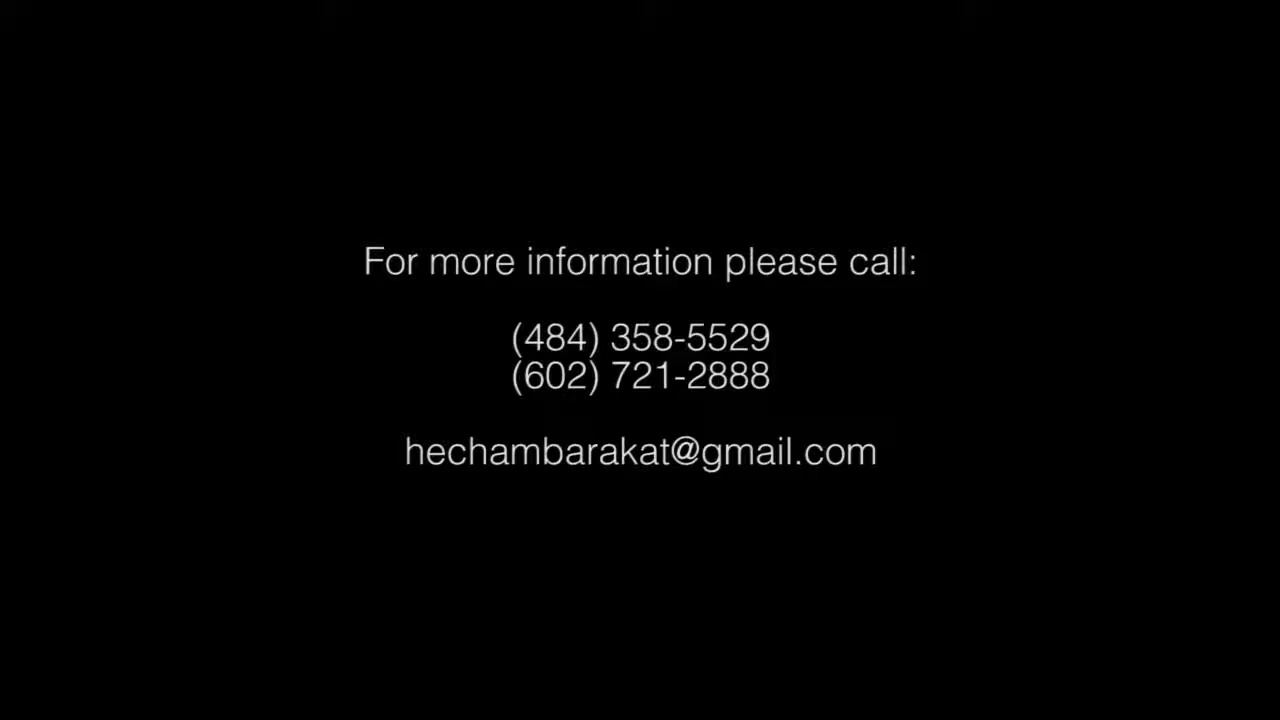 For more information please call:
(484) 358-5529
(602) 721-2888
hechambarakat@gmail.com